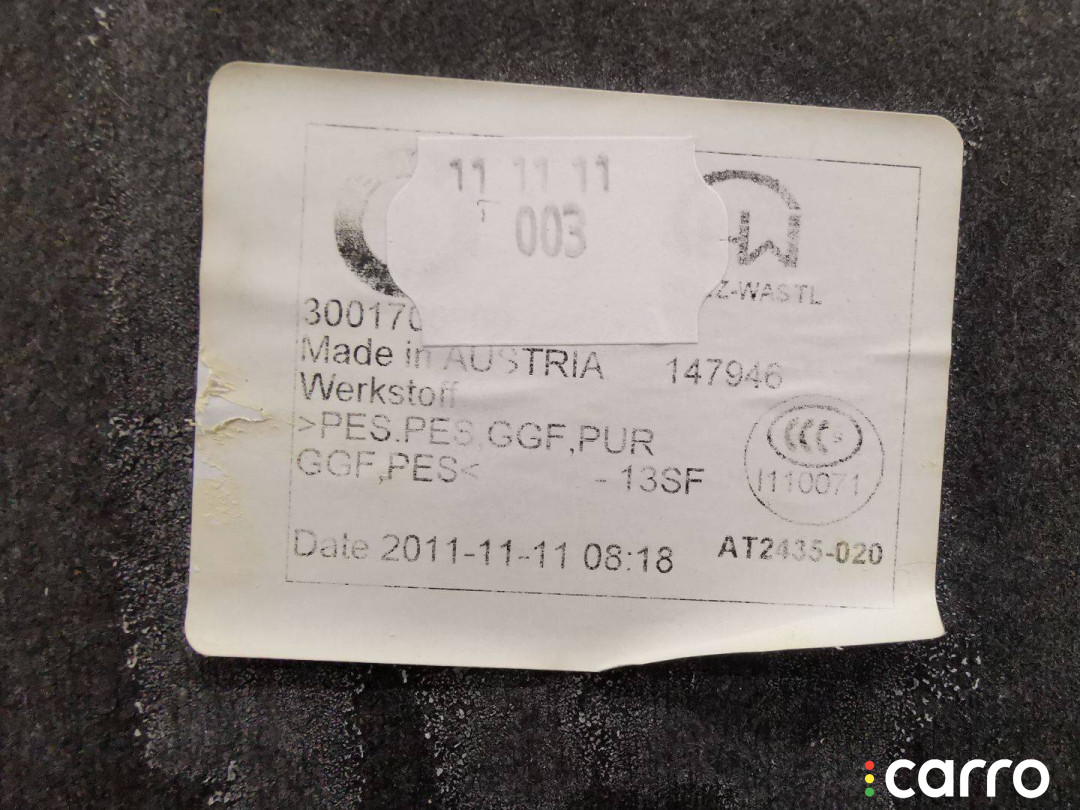 11 11 11
003
Z-WASTL
30017
Made in AUSTRIA 147946
Werkstoff
>PES.PES,GGF,PUR
GGF,PES< - 13SF
I110071
Date 2011-11-11 08:18 AT2435-020
carro